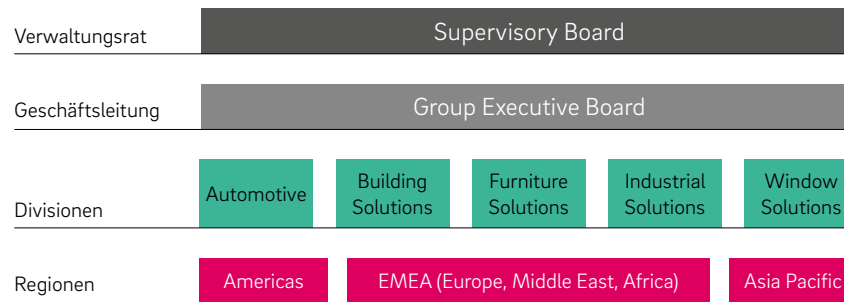 Verwaltungsrat
Supervisory Board
Geschäftsleitung
Group Executive Board
Divisionen
Automotive
Building
Solutions
Furniture
Solutions
Industrial
Solutions
Window
Solutions
Regionen
Americas
EMEA (Europe, Middle East, Africa)
Asia Pacific